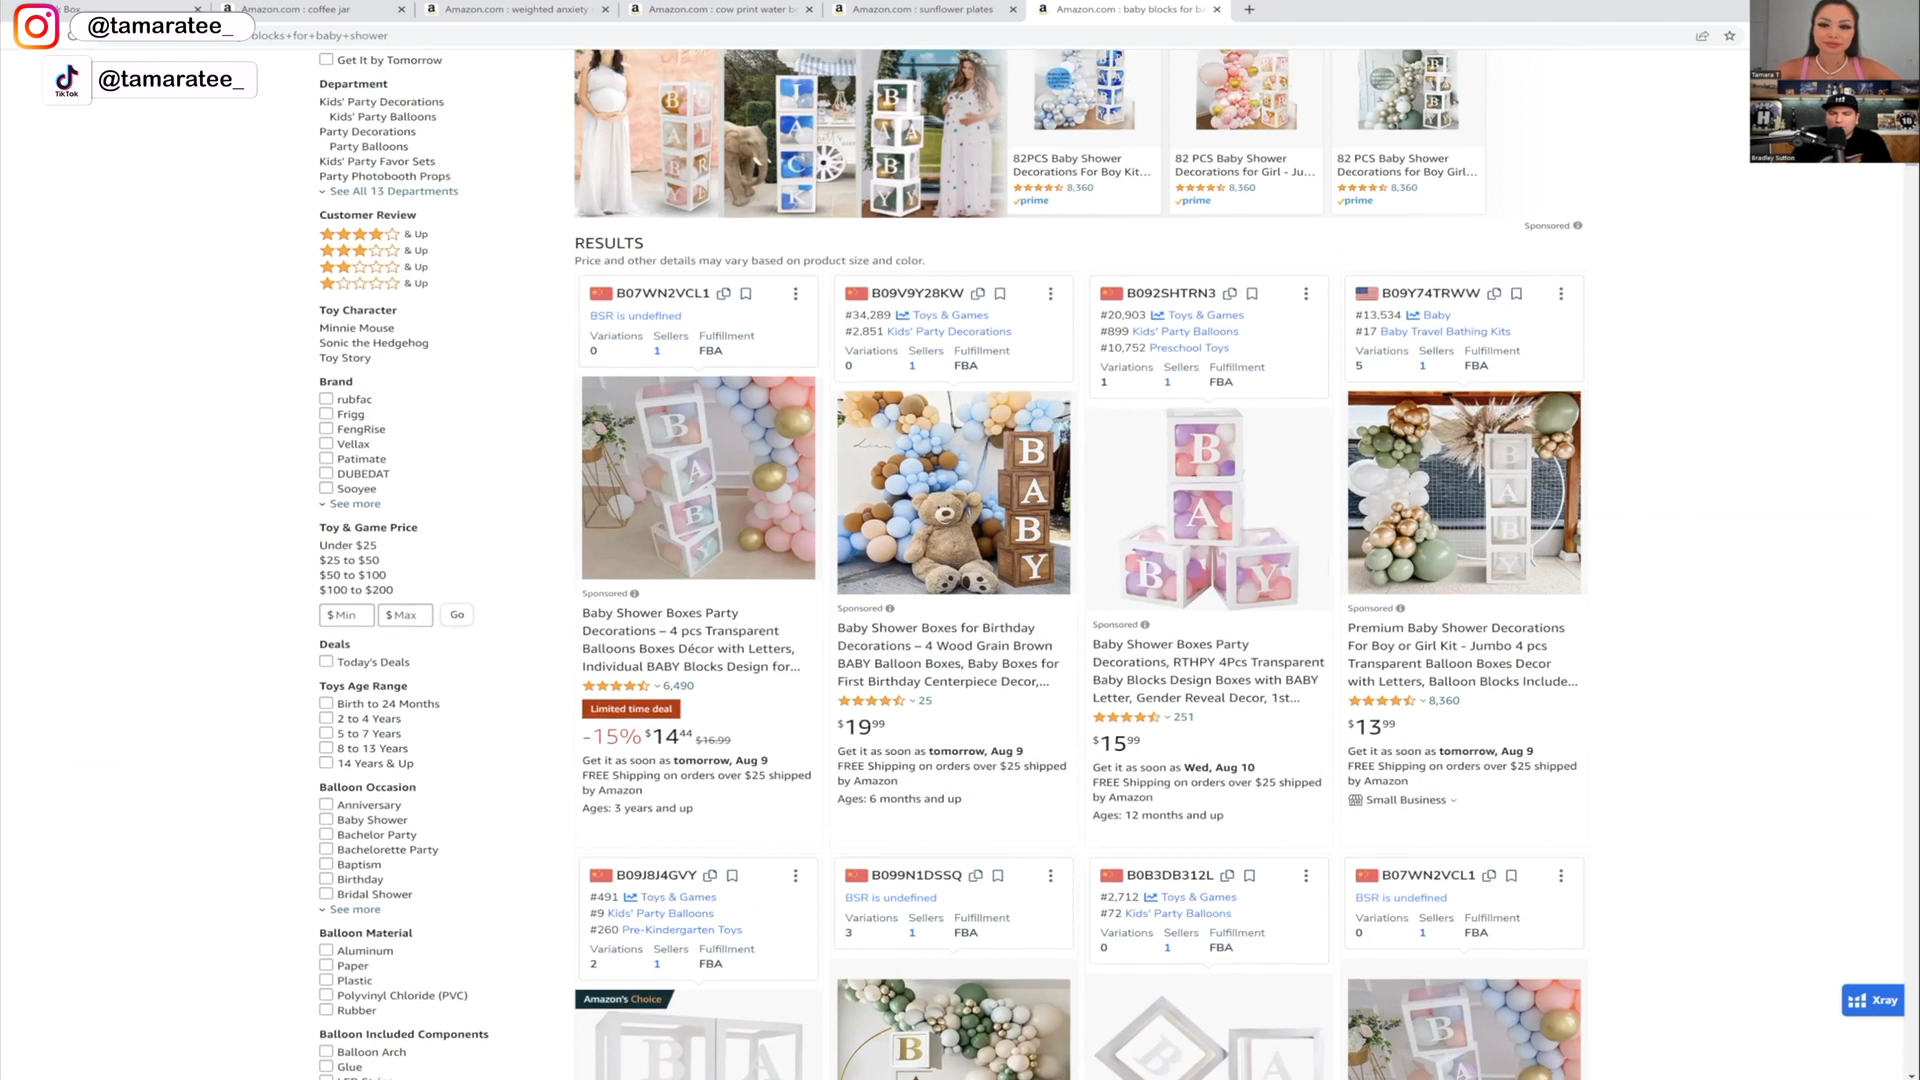 k Box
Amazon.com : coffee jar
Amazon.com : weighted anxiety
Amazon.com : cow print water b
Amazon.com : sunflower plates
Amazon.com : baby blocks for b
@tamaratee_
blocks+for+baby+shower
TikTok
@tamaratee_
Tamara T
Bradley Sutton
Get It by Tomorrow
Department
Kids' Party Decorations
Kids' Party Balloons
Party Decorations
Party Balloons
Kids' Party Favor Sets
Party Photobooth Props
See All 13 Departments
Customer Review
& Up
& Up
& Up
& Up
Toy Character
Minnie Mouse
Sonic the Hedgehog
Toy Story
Brand
rubfac
Frigg
FengRise
Vellax
Patimate
DUBEDAT
Sooyee
See more
Toy & Game Price
Under $25
$25 to $50
$50 to $100
$100 to $200
$ Min
$ Max
Go
Deals
Today's Deals
Toys Age Range
Birth to 24 Months
2 to 4 Years
5 to 7 Years
8 to 13 Years
14 Years & Up
Balloon Occasion
Anniversary
Baby Shower
Bachelor Party
Bachelorette Party
Baptism
Birthday
Bridal Shower
See more
Balloon Material
Aluminum
Paper
Plastic
Polyvinyl Chloride (PVC)
Rubber
Balloon Included Components
Balloon Arch
Glue
82PCS Baby Shower
Decorations For Boy Kit...
8,360
prime
82 PCS Baby Shower
Decorations for Girl - Ju...
8,360
prime
82 PCS Baby Shower
Decorations for Boy Girl...
8,360
prime
Sponsored
RESULTS
Price and other details may vary based on product size and color.
B07WN2VCL1
BSR is undefined
Variations Sellers Fulfillment
0 1 FBA
BABY
Sponsored
Baby Shower Boxes Party
Decorations – 4 pcs Transparent
Balloons Boxes Décor with Letters,
Individual BABY Blocks Design for...
6,490
Limited time deal
-15% $14 44 $16.99
Get it as soon as tomorrow, Aug 9
FREE Shipping on orders over $25 shipped
by Amazon
Ages: 3 years and up
B09V9Y28KW
#34,289 Toys & Games
#2,851 Kids' Party Decorations
Variations Sellers Fulfillment
0 1 FBA
BABY
Sponsored
Baby Shower Boxes for Birthday
Decorations – 4 Wood Grain Brown
BABY Balloon Boxes, Baby Boxes for
First Birthday Centerpiece Decor,...
25
$19 99
Get it as soon as tomorrow, Aug 9
FREE Shipping on orders over $25 shipped
by Amazon
Ages: 6 months and up
B092SHTRN3
#20,903 Toys & Games
#899 Kids' Party Balloons
#10,752 Preschool Toys
Variations Sellers Fulfillment
1 1 FBA
BABY
Sponsored
Baby Shower Boxes Party
Decorations, RTHPY 4Pcs Transparent
Baby Blocks Design Boxes with BABY
Letter, Gender Reveal Decor, 1st...
251
$15 99
Get it as soon as Wed, Aug 10
FREE Shipping on orders over $25 shipped
by Amazon
Ages: 12 months and up
B09Y74TRWW
#13,534 Baby
#17 Baby Travel Bathing Kits
Variations Sellers Fulfillment
5 1 FBA
BABY
Sponsored
Premium Baby Shower Decorations
For Boy or Girl Kit - Jumbo 4 pcs
Transparent Balloon Boxes Decor
with Letters, Balloon Blocks Include...
8,360
$13 99
Get it as soon as tomorrow, Aug 9
FREE Shipping on orders over $25 shipped
by Amazon
Small Business
B09J8J4GVY
#491 Toys & Games
#9 Kids' Party Balloons
#260 Pre-Kindergarten Toys
Variations Sellers Fulfillment
2 1 FBA
Amazon's Choice
B A
B099N1DSSQ
BSR is undefined
Variations Sellers Fulfillment
3 1 FBA
B
B0B3DB312L
#2,712 Toys & Games
#72 Kids' Party Balloons
Variations Sellers Fulfillment
0 1 FBA
B A
B07WN2VCL1
BSR is undefined
Variations Sellers Fulfillment
0 1 FBA
B A
Xray